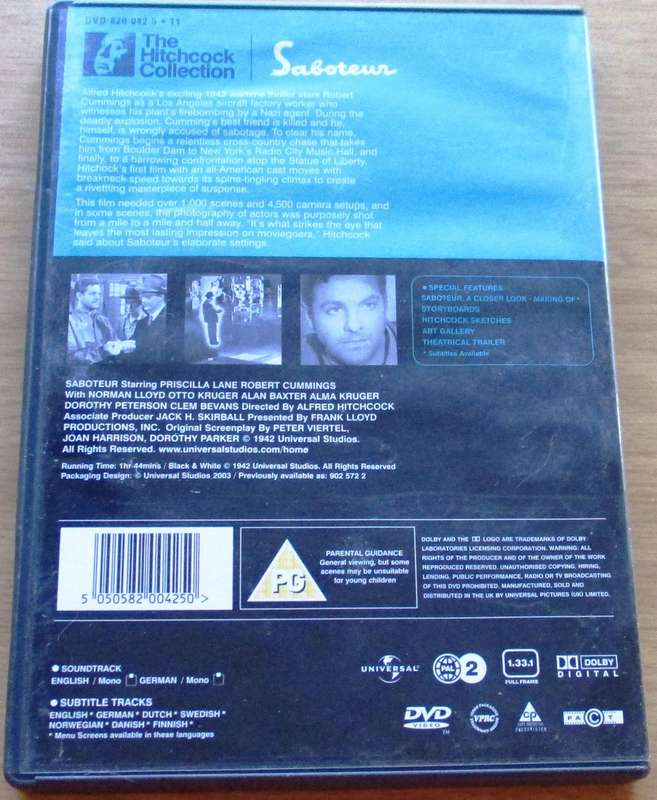 DVD 820 042 5 • 11
The
Hitchcock
Collection
Saboteur
Alfred Hitchcock's exciting 1942 wartime thriller stars Robert
Cummings as a Los Angeles aircraft factory worker who
witnesses his plant's firebombing by a Nazi agent. During the
deadly explosion, Cumming's best friend is killed and he,
himself, is wrongly accused of sabotage. To clear his name,
Cummings begins a relentless cross-country chase that takes
him from Boulder Dam to New York's Radio City Music Hall, and
finally, to a harrowing confrontation atop the Statue of Liberty.
Hitchcock's first film with an all-American cast moves with
breakneck speed towards its spine-tingling climax to create
a rivetting masterpiece of suspense.
This film needed over 1,000 scenes and 4,500 camera setups, and
in some scenes, the photography of actors was purposely shot
from a mile to a mile and half away. "It's what strikes the eye that
leaves the most lasting impression on moviegoers," Hitchcock
said about Saboteur's elaborate settings.
● SPECIAL FEATURES
SABOTEUR: A CLOSER LOOK - MAKING OF*
STORYBOARDS
HITCHCOCK SKETCHES
ART GALLERY
THEATRICAL TRAILER
* Subtitles Available
SABOTEUR Starring PRISCILLA LANE ROBERT CUMMINGS
With NORMAN LLOYD OTTO KRUGER ALAN BAXTER ALMA KRUGER
DOROTHY PETERSON CLEM BEVANS Directed By ALFRED HITCHCOCK
Associate Producer JACK H. SKIRBALL Presented By FRANK LLOYD
PRODUCTIONS, INC. Original Screenplay By PETER VIERTEL,
JOAN HARRISON, DOROTHY PARKER © 1942 Universal Studios.
All Rights Reserved. www.universalstudios.com/home
Running Time: 1hr 44mins / Black & White © 1942 Universal Studios. All Rights Reserved
Packaging Design: © Universal Studios 2003 / Previously available as: 902 572 2
5 050582 004250 >
PG
PARENTAL GUIDANCE
General viewing, but some
scenes may be unsuitable
for young children
DOLBY AND THE DD LOGO ARE TRADEMARKS OF DOLBY
LABORATORIES LICENSING CORPORATION. WARNING: ALL
RIGHTS OF THE PRODUCER AND OF THE OWNER OF THE WORK
REPRODUCED RESERVED. UNAUTHORISED COPYING, HIRING,
LENDING, PUBLIC PERFORMANCE, RADIO OR TV BROADCASTING
OF THIS DVD PROHIBITED. MANUFACTURED, SOLD AND
DISTRIBUTED IN THE UK BY UNIVERSAL PICTURES (UK) LIMITED.
● SOUNDTRACK
ENGLISH / Mono GERMAN / Mono
● SUBTITLE TRACKS
ENGLISH* GERMAN* DUTCH* SWEDISH*
NORWEGIAN* DANISH* FINNISH*
* Menu Screens available in these languages
UNIVERSAL
PAL
2
1.33.1
FULL FRAME
DOLBY
DIGITAL
DVD
VIDEO
TM
VPRC
CP
FACT